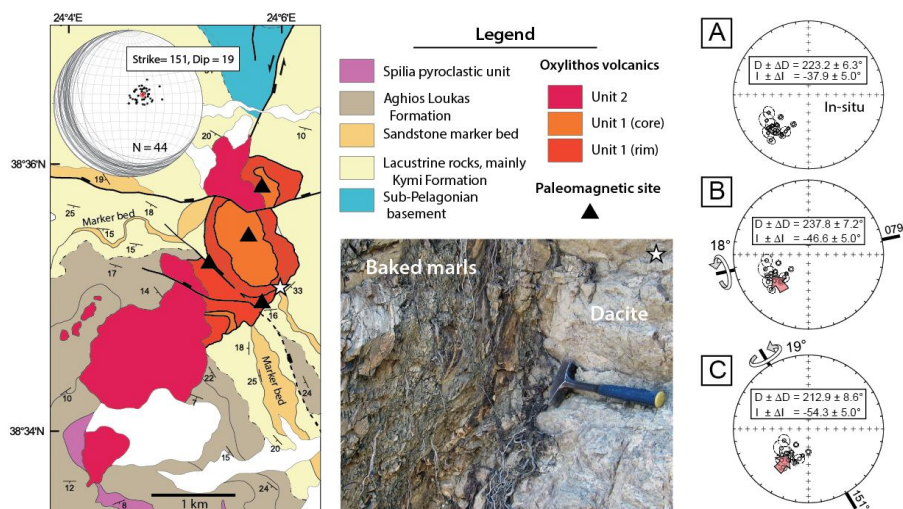 24°4'E
24°6'E
Strike= 151, Dip = 19
N = 44
20
10
38°36'N
19
25
18
Marker bed
15
15
17
14
33
16
18
25
Marker bed
24
10
22
7
38°34'N
20
15
12
24
8
1 km
Legend
Spilia pyroclastic unit
Aghios Loukas
Formation
Sandstone marker bed
Lacustrine rocks, mainly
Kymi Formation
Sub-Pelagonian
basement
Oxylithos volcanics
Unit 2
Unit 1 (core)
Unit 1 (rim)
Paleomagnetic site
Baked marls
Dacite
A
D ± ΔD = 223.2 ± 6.3°
I ± ΔI = -37.9 ± 5.0°
In-situ
B
D ± ΔD = 237.8 ± 7.2°
I ± ΔI = -46.6 ± 5.0°
079
18°
C
19°
D ± ΔD = 212.9 ± 8.6°
I ± ΔI = -54.3 ± 5.0°
151°